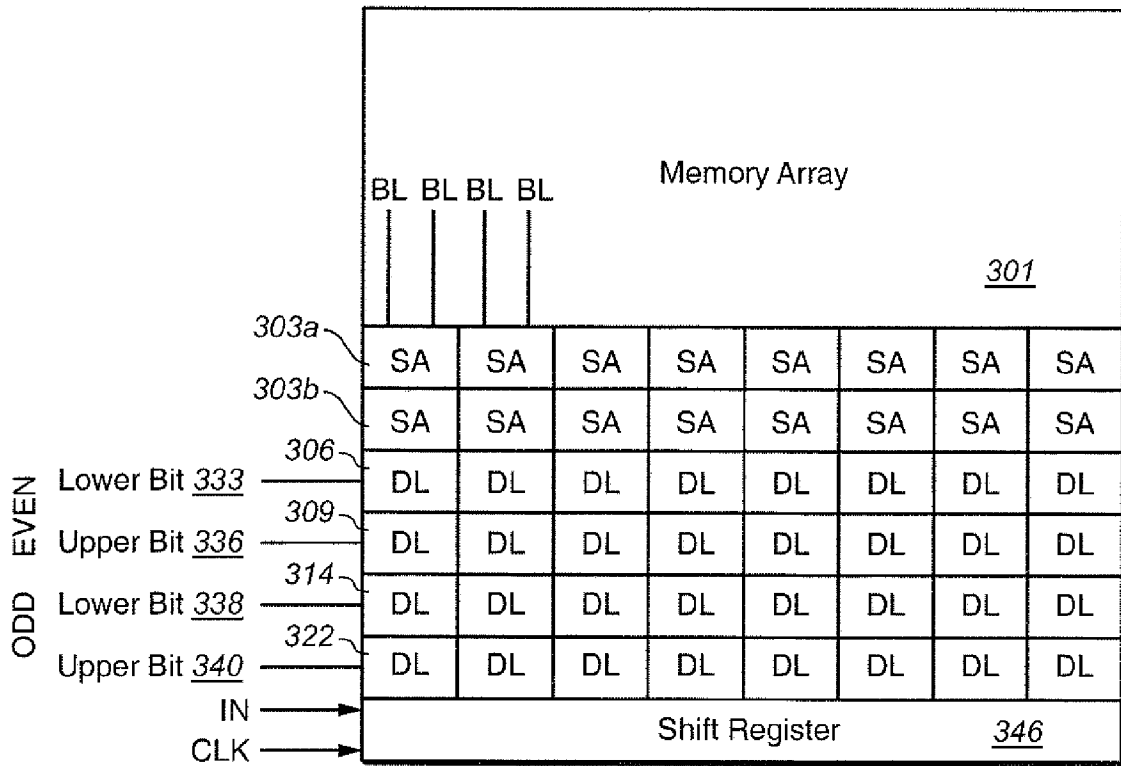 Memory Array
BL BL BL BL
301
303a SA SA SA SA SA SA SA SA
303b SA SA SA SA SA SA SA SA
306
EVEN
Lower Bit 333 DL DL DL DL DL DL DL DL
309
Upper Bit 336 DL DL DL DL DL DL DL DL
314
ODD
Lower Bit 338 DL DL DL DL DL DL DL DL
322
Upper Bit 340 DL DL DL DL DL DL DL DL
IN
Shift Register 346
CLK